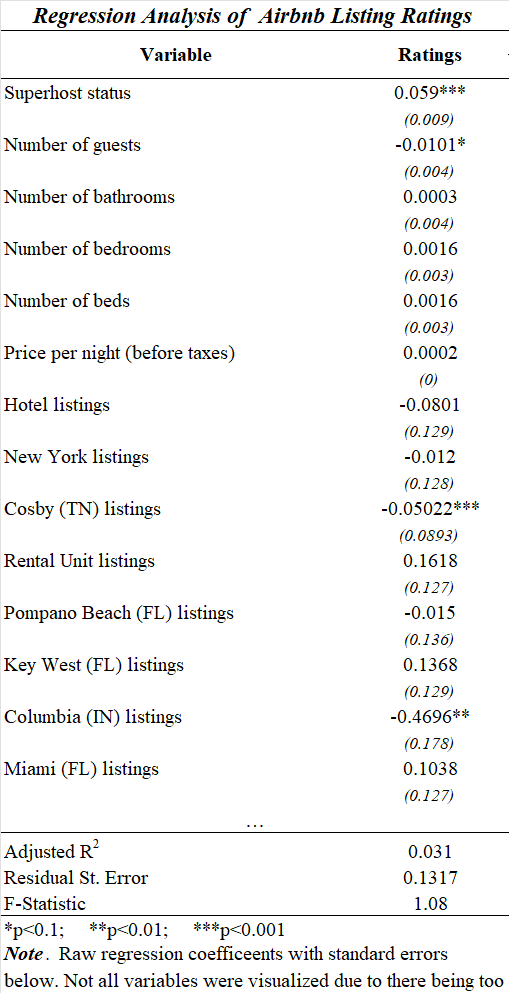 Regression Analysis of Airbnb Listing Ratings
Variable Ratings
Superhost status 0.059***
(0.009)
Number of guests -0.0101*
(0.004)
Number of bathrooms 0.0003
(0.004)
Number of bedrooms 0.0016
(0.003)
Number of beds 0.0016
(0.003)
Price per night (before taxes) 0.0002
(0)
Hotel listings -0.0801
(0.129)
New York listings -0.012
(0.128)
Cosby (TN) listings -0.05022***
(0.0893)
Rental Unit listings 0.1618
(0.127)
Pompano Beach (FL) listings -0.015
(0.136)
Key West (FL) listings 0.1368
(0.129)
Columbia (IN) listings -0.4696**
(0.178)
Miami (FL) listings 0.1038
(0.127)
…
Adjusted R² 0.031
Residual St. Error 0.1317
F-Statistic 1.08
*p<0.1; **p<0.01; ***p<0.001
Note. Raw regression coefficeents with standard errors
below. Not all variables were visualized due to there being too